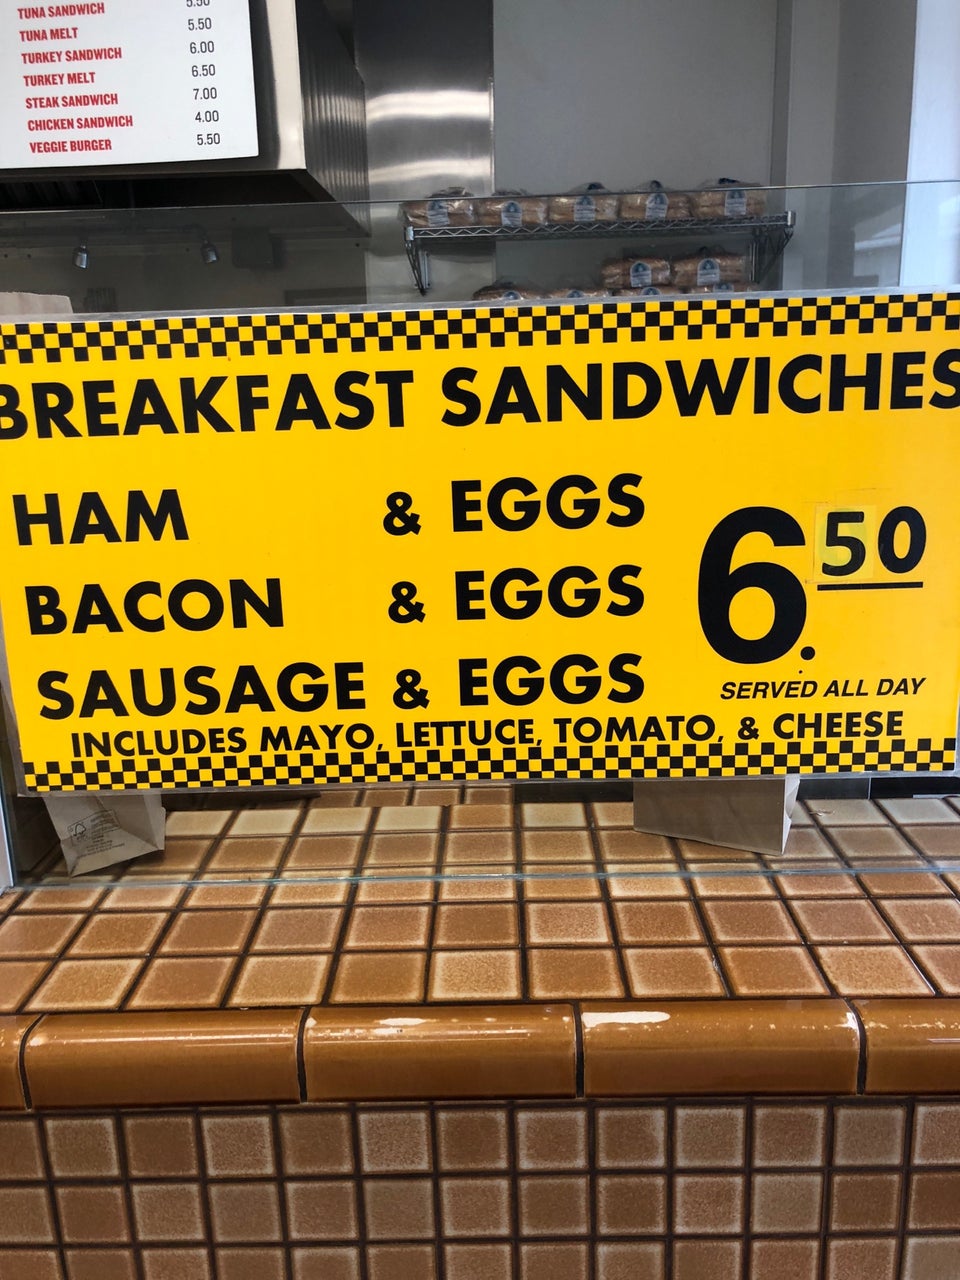 TUNA SANDWICH 5.50
TUNA MELT 5.50
TURKEY SANDWICH 6.00
TURKEY MELT 6.50
STEAK SANDWICH 7.00
CHICKEN SANDWICH 4.00
VEGGIE BURGER 5.50
BREAKFAST SANDWICHES
HAM & EGGS
BACON & EGGS
SAUSAGE & EGGS
6.50
SERVED ALL DAY
INCLUDES MAYO, LETTUCE, TOMATO, & CHEESE